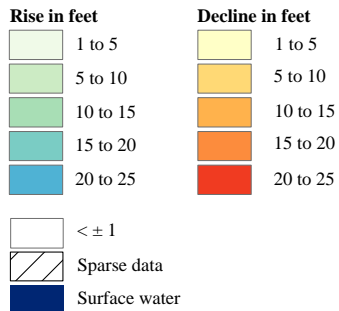 Rise in feet
1 to 5
5 to 10
10 to 15
15 to 20
20 to 25
Decline in feet
1 to 5
5 to 10
10 to 15
15 to 20
20 to 25
< ± 1
Sparse data
Surface water